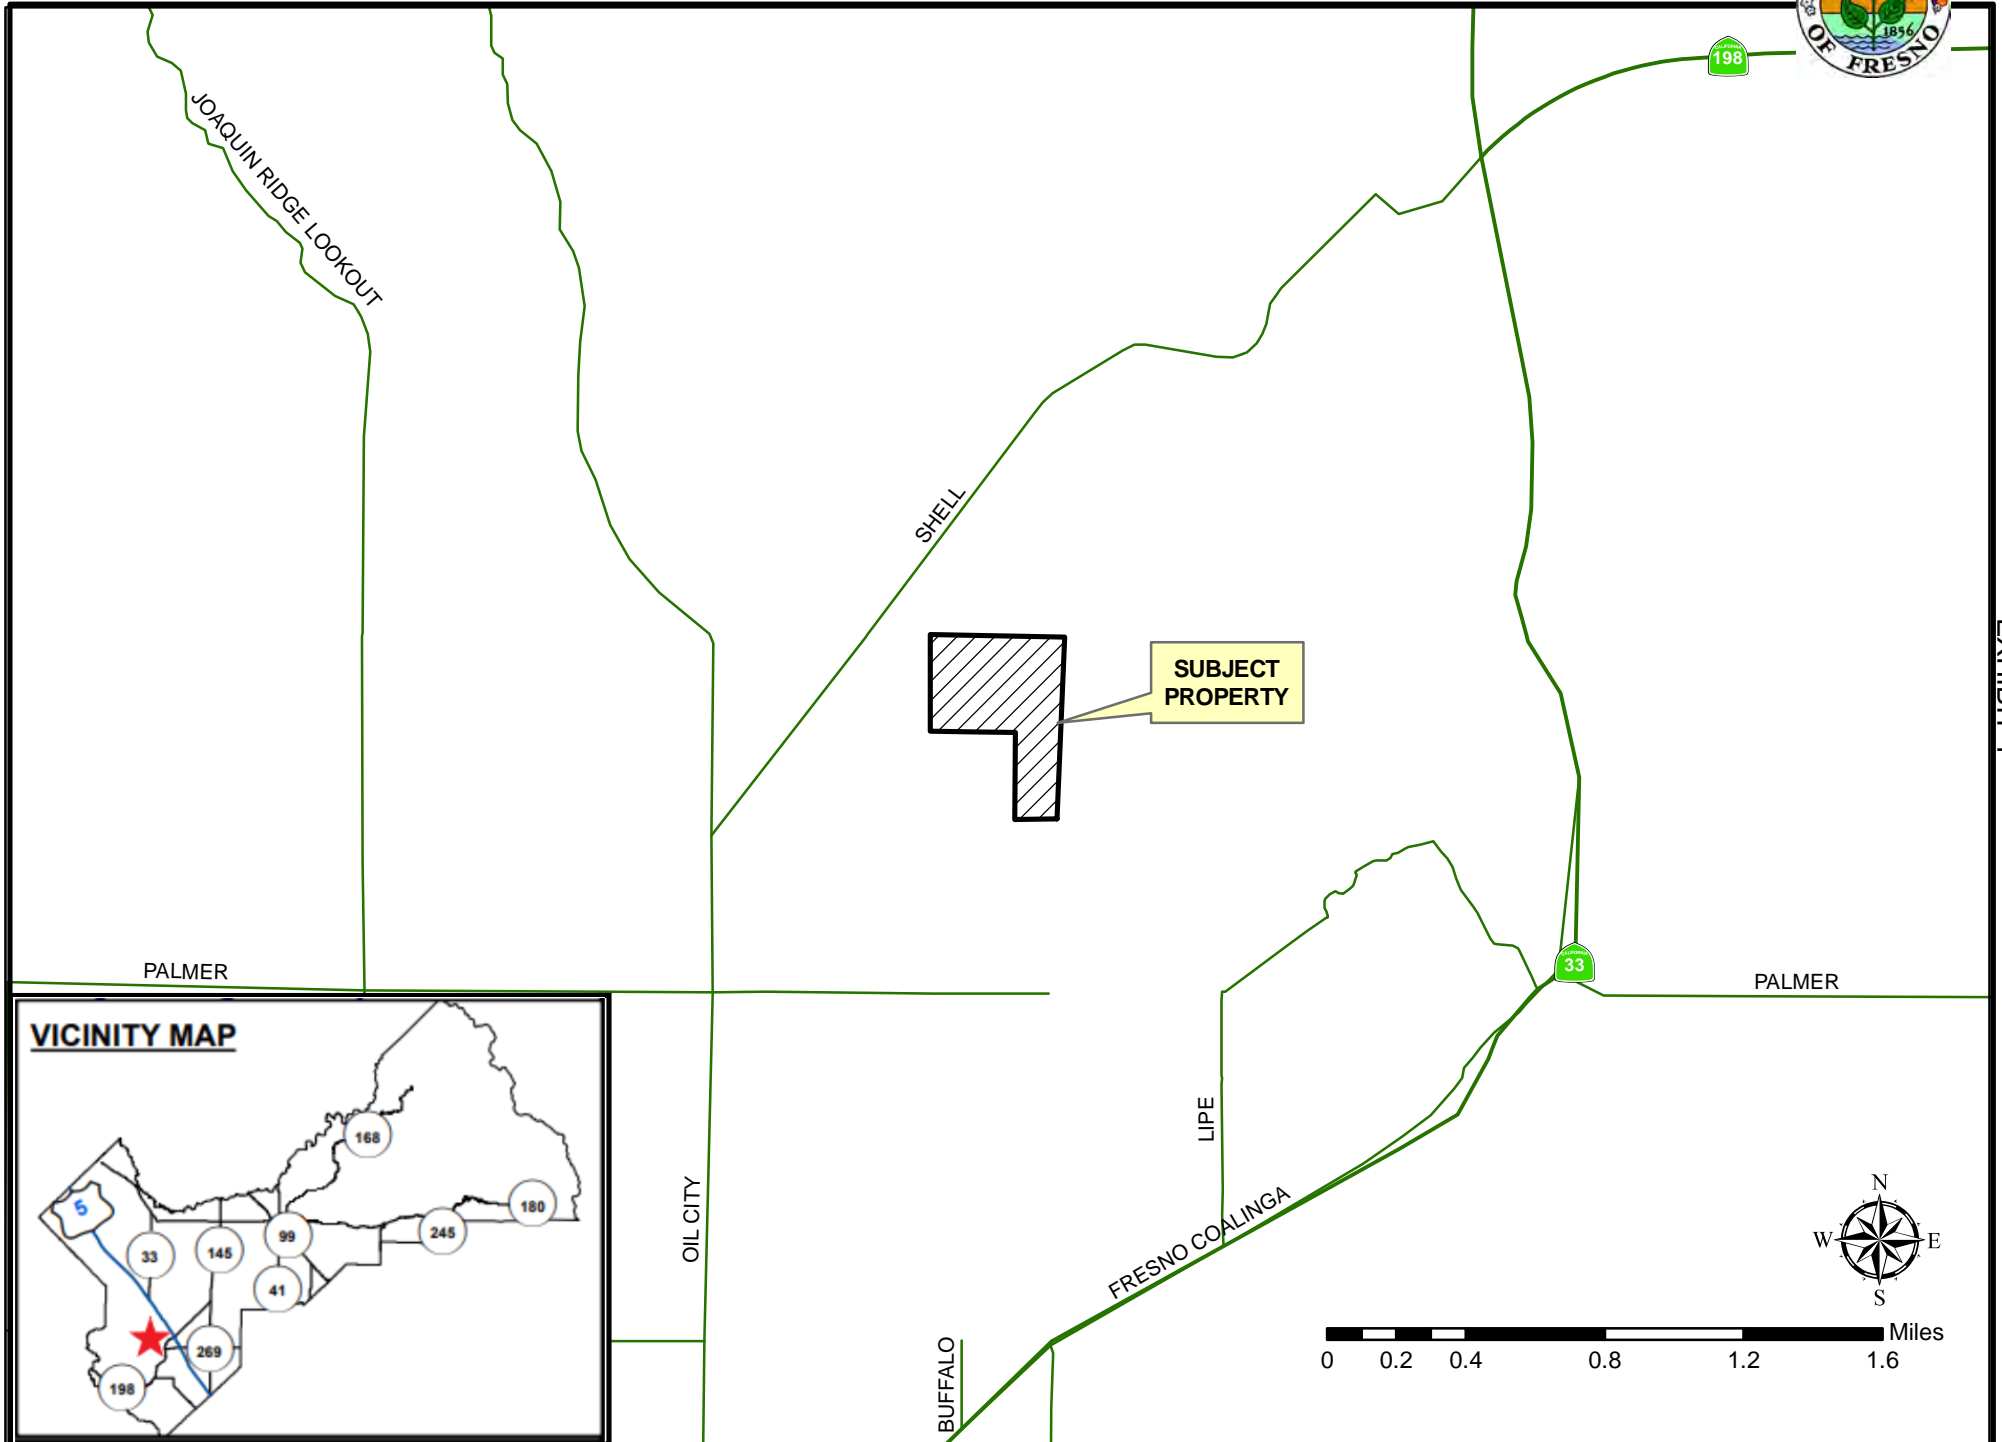 1856
OF FRESNO
CALIFORNIA
198
JOAQUIN RIDGE LOOKOUT
SHELL
SUBJECT
PROPERTY
PALMER
CALIFORNIA
33
PALMER
VICINITY MAP
168
5
180
245
99
33
145
41
269
198
LIPE
OIL CITY
FRESNO COALINGA
BUFFALO
N
W
E
S
Miles
0 0.2 0.4 0.8 1.2 1.6